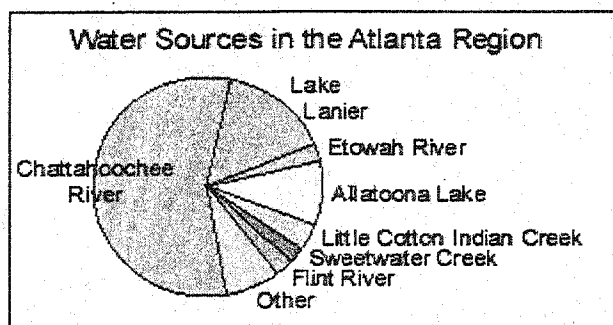 Water Sources in the Atlanta Region
Lake
Lanier
Etowah River
Chattahoochee
River
Allatoona Lake
Little Cotton Indian Creek
Sweetwater Creek
Flint River
Other